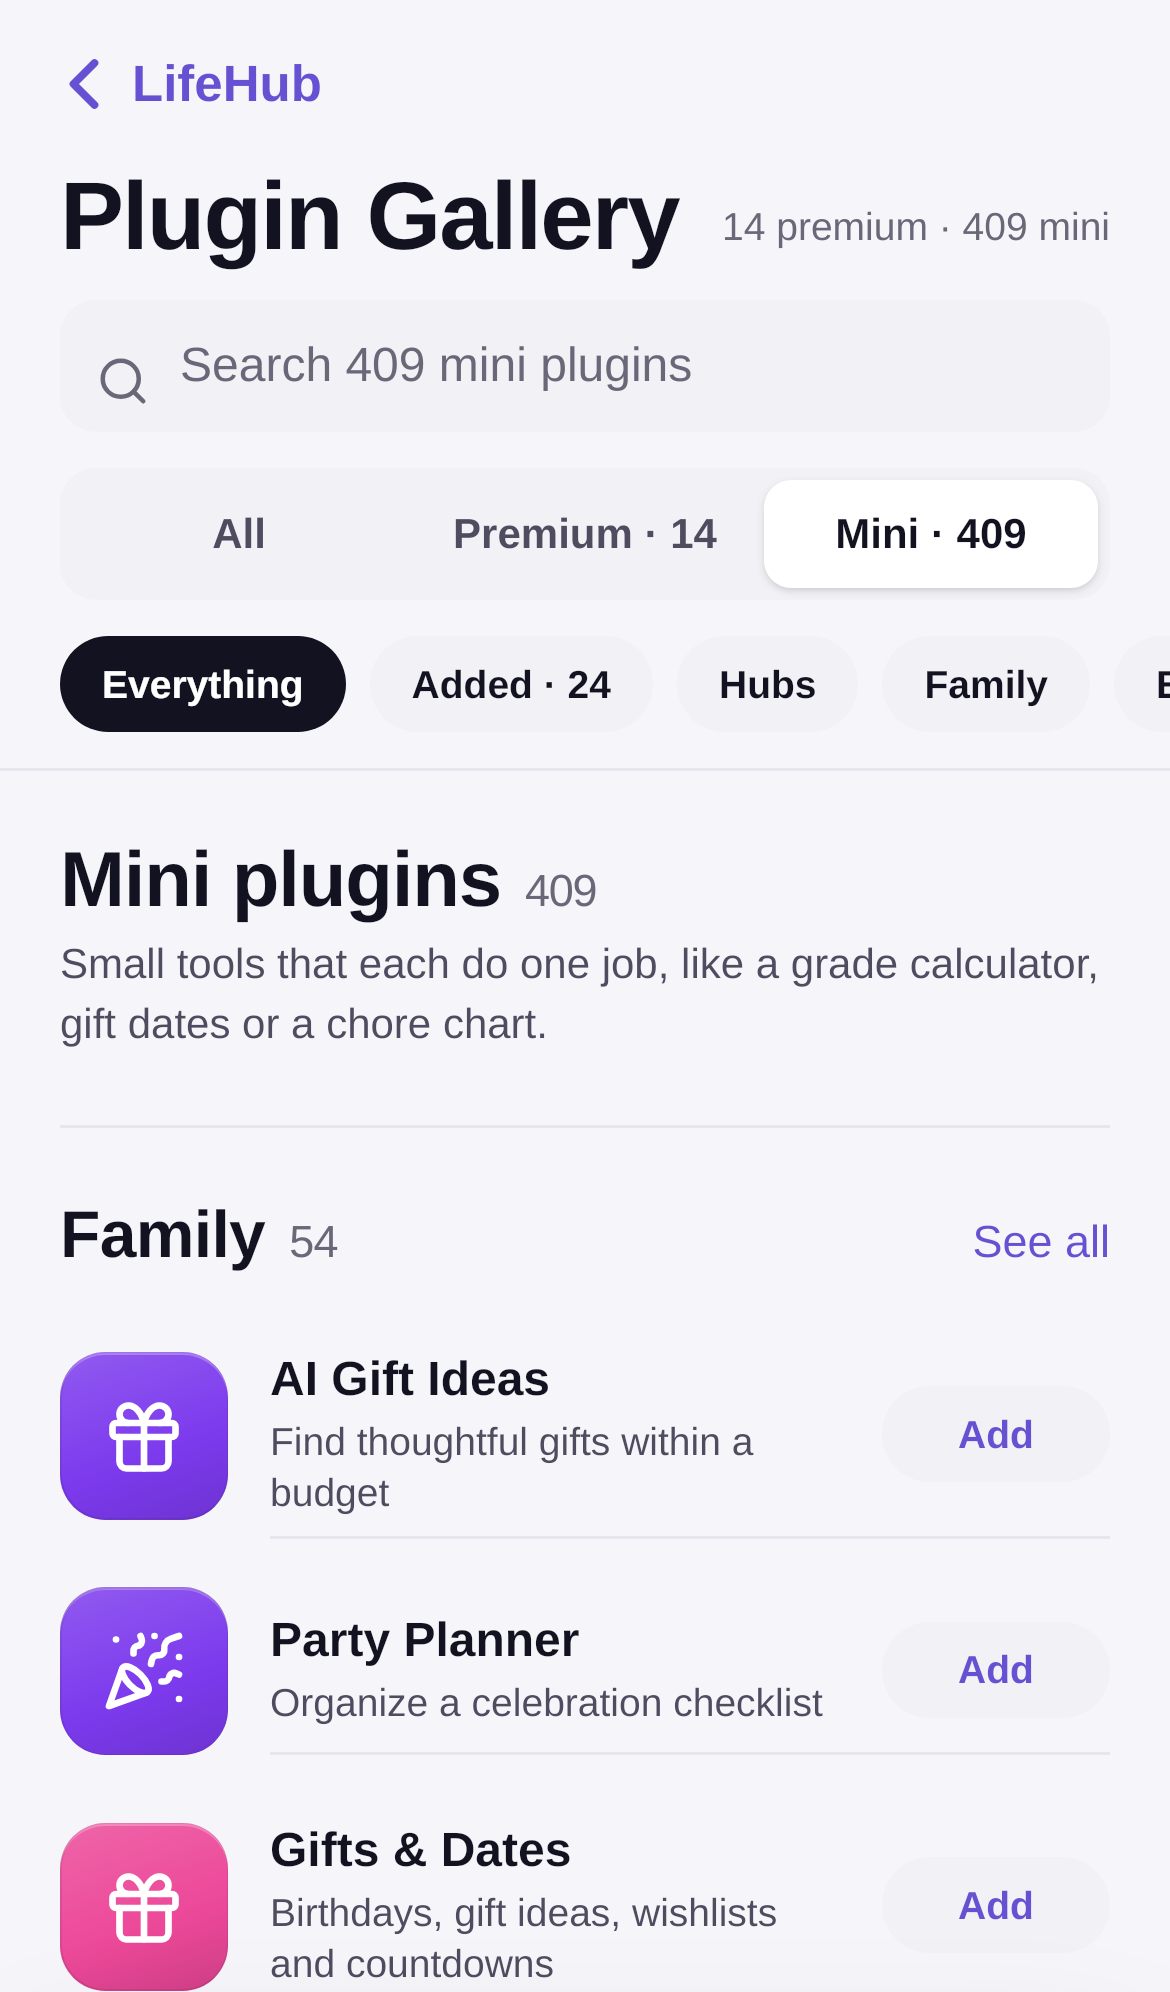 LifeHub
Plugin Gallery
14 premium · 409 mini
Search 409 mini plugins
All
Premium · 14
Mini · 409
Everything
Added · 24
Hubs
Family
Mini plugins 409
Small tools that each do one job, like a grade calculator,
gift dates or a chore chart.
Family 54
See all
AI Gift Ideas
Find thoughtful gifts within a
budget
Add
Party Planner
Organize a celebration checklist
Add
Gifts & Dates
Birthdays, gift ideas, wishlists
and countdowns
Add